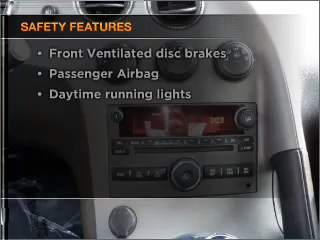 SAFETY FEATURES
• Front Ventilated disc brakes
• Passenger Airbag
• Daytime running lights